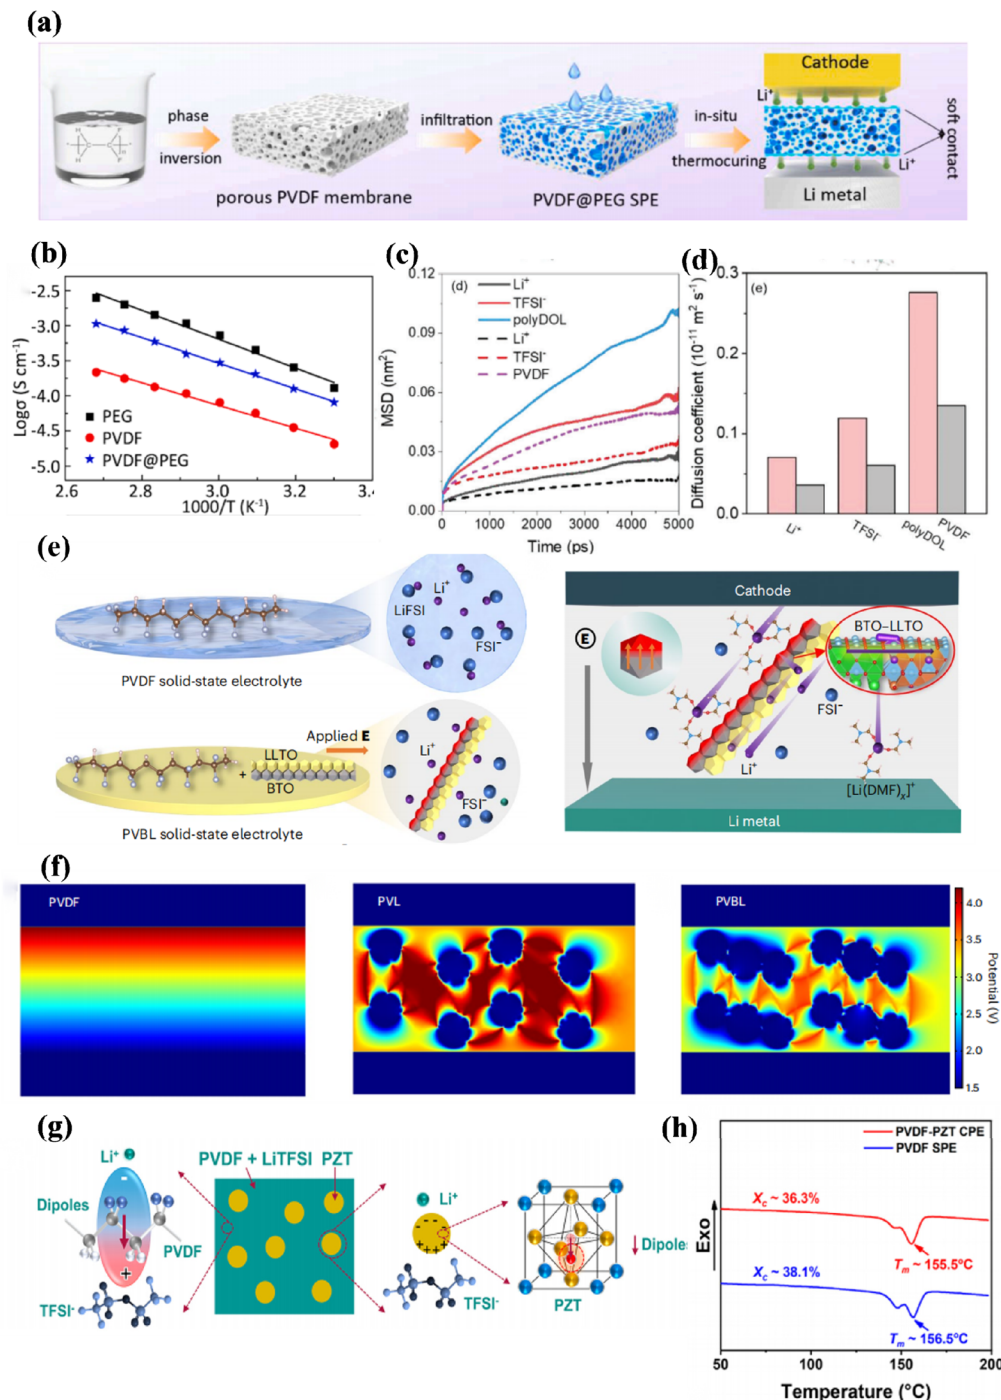 (a)
Cathode
Li⁺
phase
inversion
infiltration
in-situ
thermocuring
soft contact
Li⁺
porous PVDF membrane
PVDF@PEG SPE
Li metal
(b)
-2.5
-3.0
-3.5
-4.0
-4.5
-5.0
Logσ (S cm⁻¹)
PEG
PVDF
PVDF@PEG
2.6 2.8 3.0 3.2 3.4
1000/T (K⁻¹)
(c)
(d)
Li⁺
TFSI⁻
polyDOL
Li⁺
TFSI⁻
PVDF
0.12
0.09
0.06
0.03
0.00
MSD (nm²)
0 1000 2000 3000 4000 5000
Time (ps)
(d)
(e)
0.3
0.2
0.1
0.0
Diffusion coefficient (10⁻¹¹ m² s⁻¹)
Li⁺
TFSI⁻
polyDOL
PVDF
(e)
LiFSI
Li⁺
FSI⁻
PVDF solid-state electrolyte
Applied E
LLTO
+
BTO
Li⁺
FSI⁻
PVBL solid-state electrolyte
Cathode
E
BTO–LLTO
FSI⁻
Li⁺
[Li(DMF)ₓ]⁺
Li metal
(f)
PVDF
PVL
PVBL
4.0
3.5
3.0
2.5
2.0
1.5
Potential (V)
(g)
Li⁺
Dipoles
-
+
PVDF
TFSI⁻
PVDF + LiTFSI PZT
Li⁺
TFSI⁻
PZT
Dipoles
(h)
PVDF-PZT CPE
PVDF SPE
Xc ~ 36.3%
Tm ~ 155.5°C
Xc ~ 38.1%
Tm ~ 156.5°C
Exo
50 100 150 200
Temperature (°C)